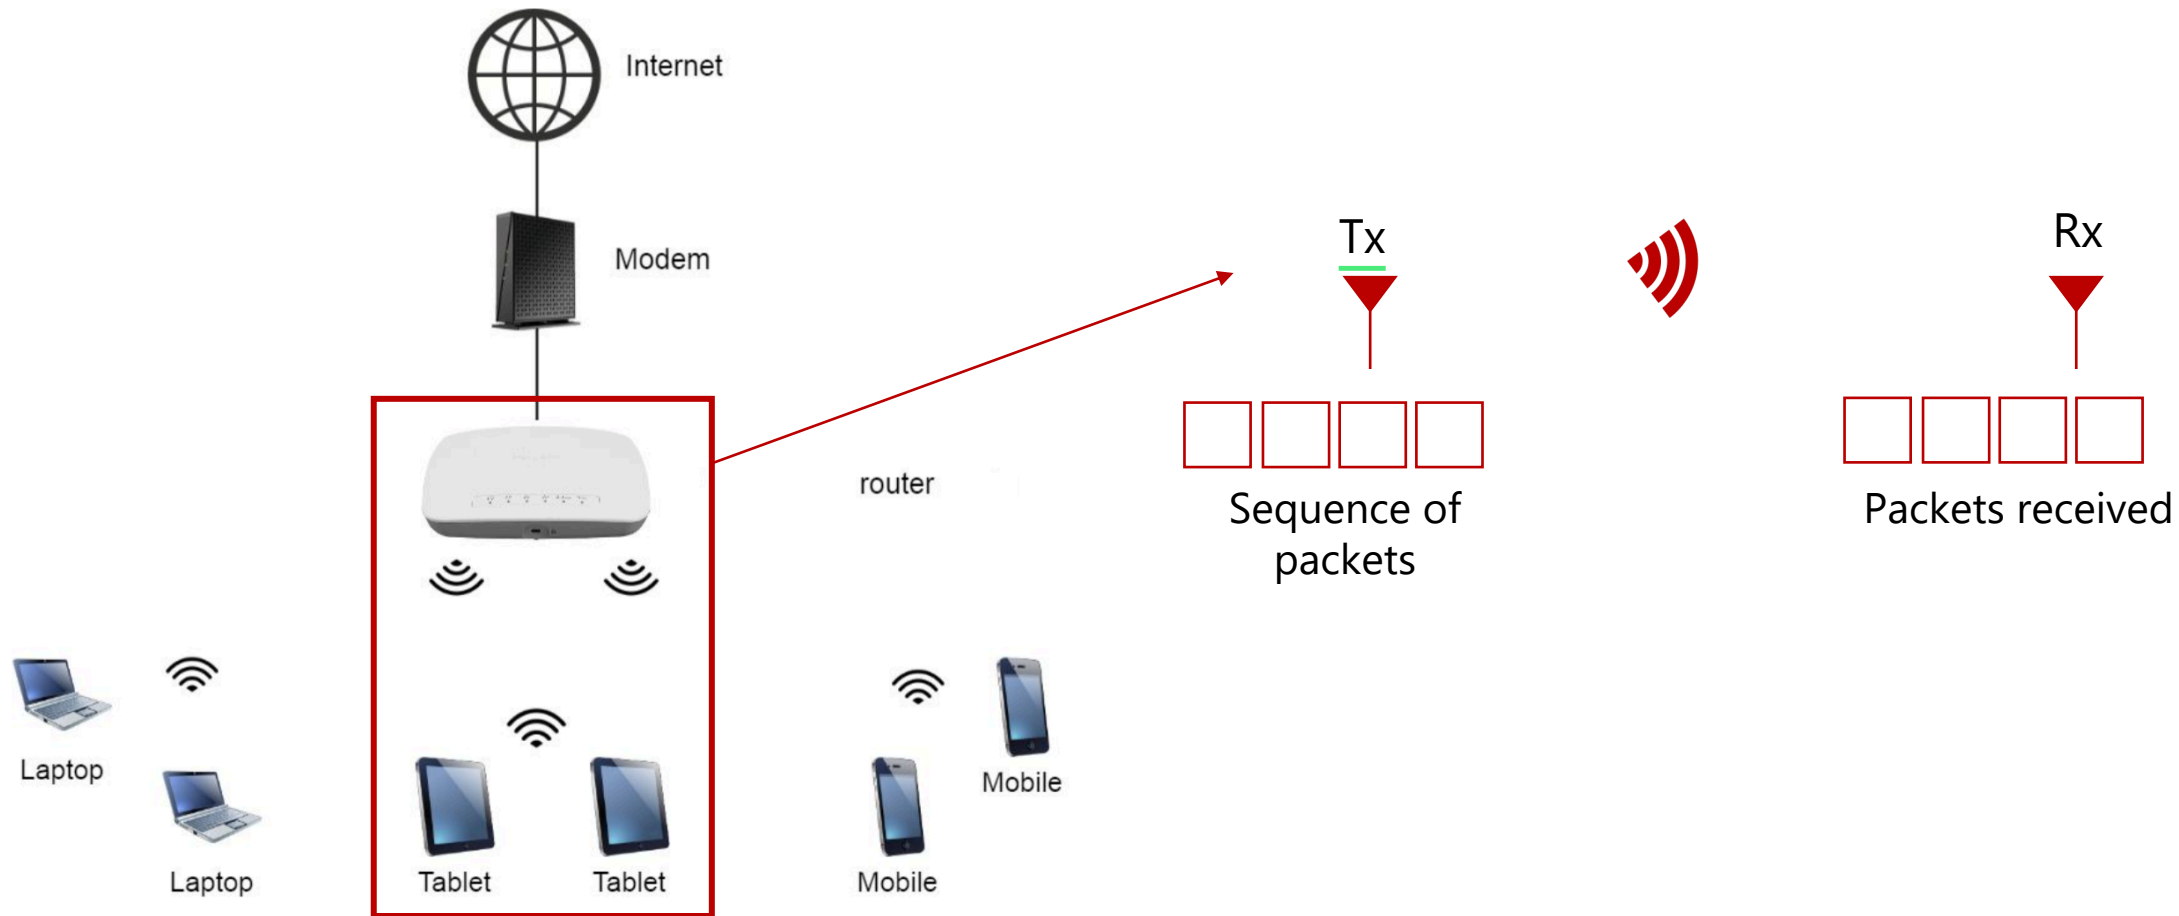 Internet
Modem
router
Laptop
Laptop
Tablet
Tablet
Mobile
Mobile
Tx
Rx
Sequence of
packets
Packets received